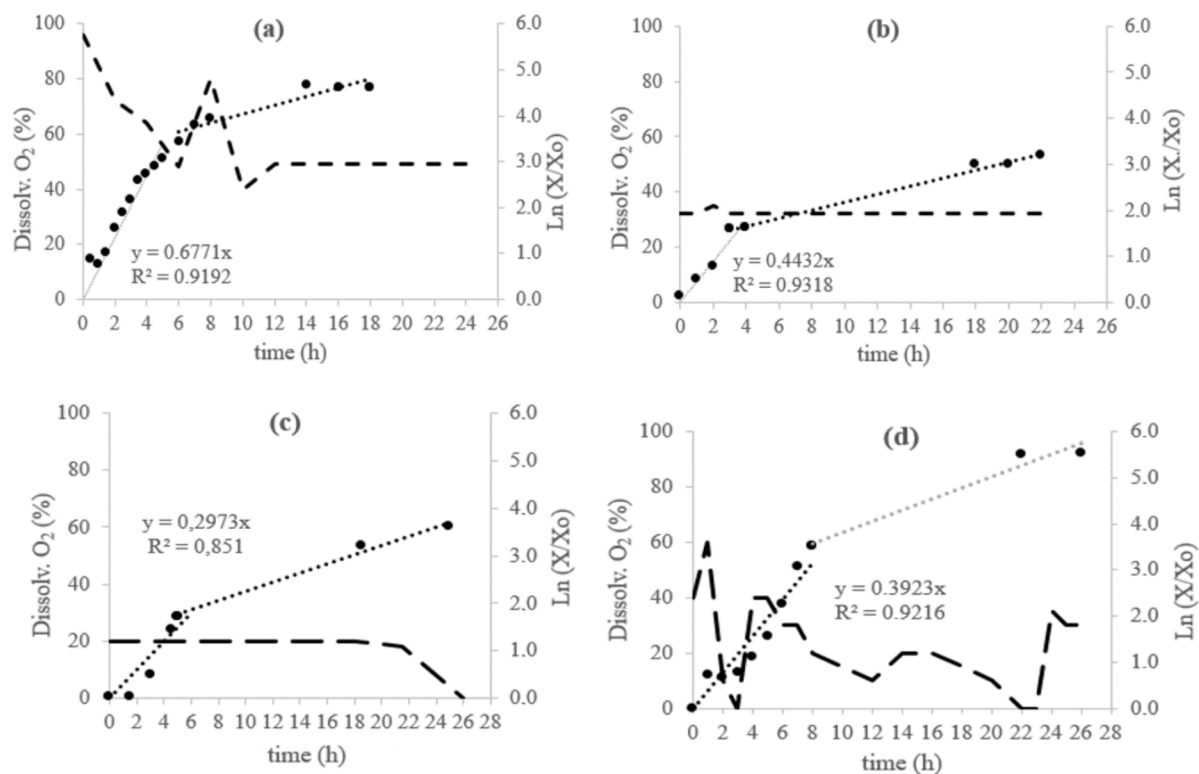 (a)
100
80
60
40
20
0
Dissolv. O₂ (%)
6.0
5.0
4.0
3.0
2.0
1.0
0.0
Ln (X/Xo)
y = 0.6771x
R² = 0.9192
0 2 4 6 8 10 12 14 16 18 20 22 24 26
time (h)
(b)
100
80
60
40
20
0
Dissolv. O₂ (%)
6.0
5.0
4.0
3.0
2.0
1.0
0.0
Ln (X./Xo)
y = 0,4432x
R² = 0.9318
0 2 4 6 8 10 12 14 16 18 20 22 24 26
time (h)
(c)
100
80
60
40
20
0
Dissolv. O₂ (%)
6.0
5.0
4.0
3.0
2.0
1.0
0.0
Ln (X/Xo)
y = 0,2973x
R² = 0,851
0 2 4 6 8 10 12 14 16 18 20 22 24 26 28
time (h)
(d)
100
80
60
40
20
0
Dissolv. O₂ (%)
6.0
5.0
4.0
3.0
2.0
1.0
0.0
Ln (X/Xo)
y = 0.3923x
R² = 0.9216
0 2 4 6 8 10 12 14 16 18 20 22 24 26 28
time (h)